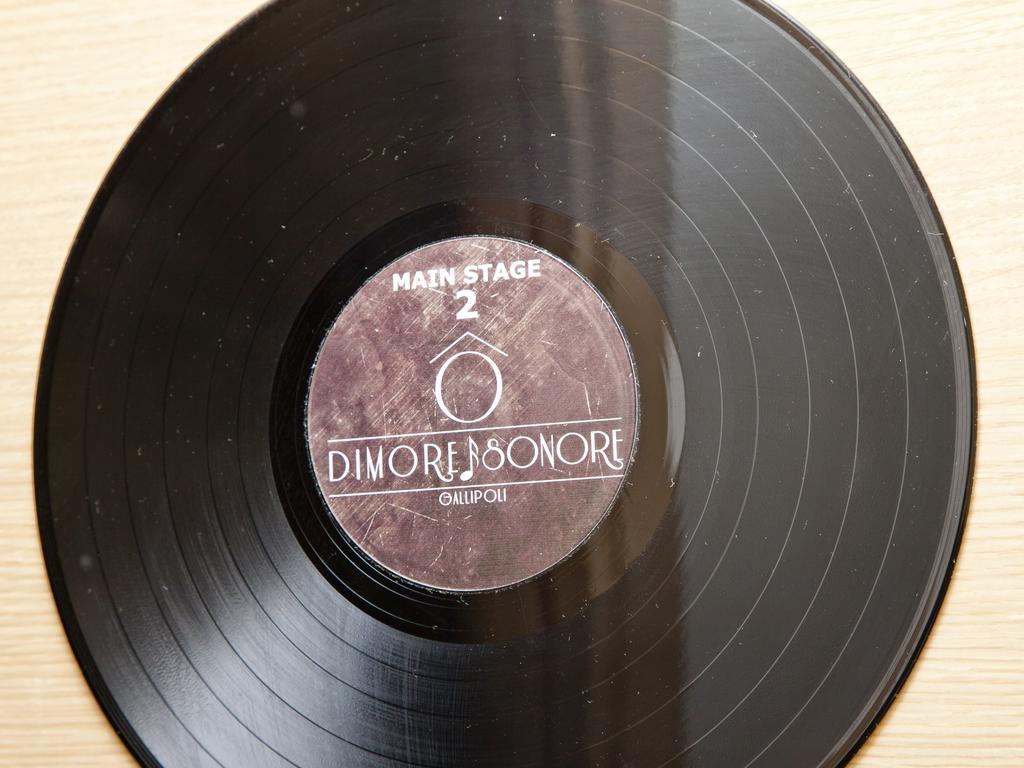 MAIN STAGE
2
Ô
DIMORE SONORE
GALLIPOLI